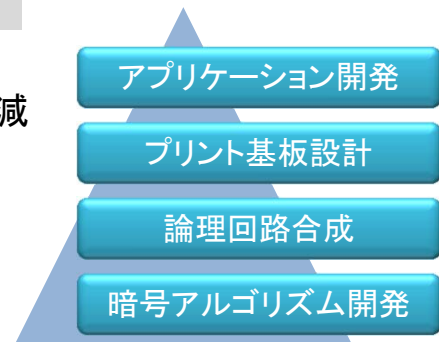 アプリケーション開発
減
プリント基板設計
論理回路合成
暗号アルゴリズム開発